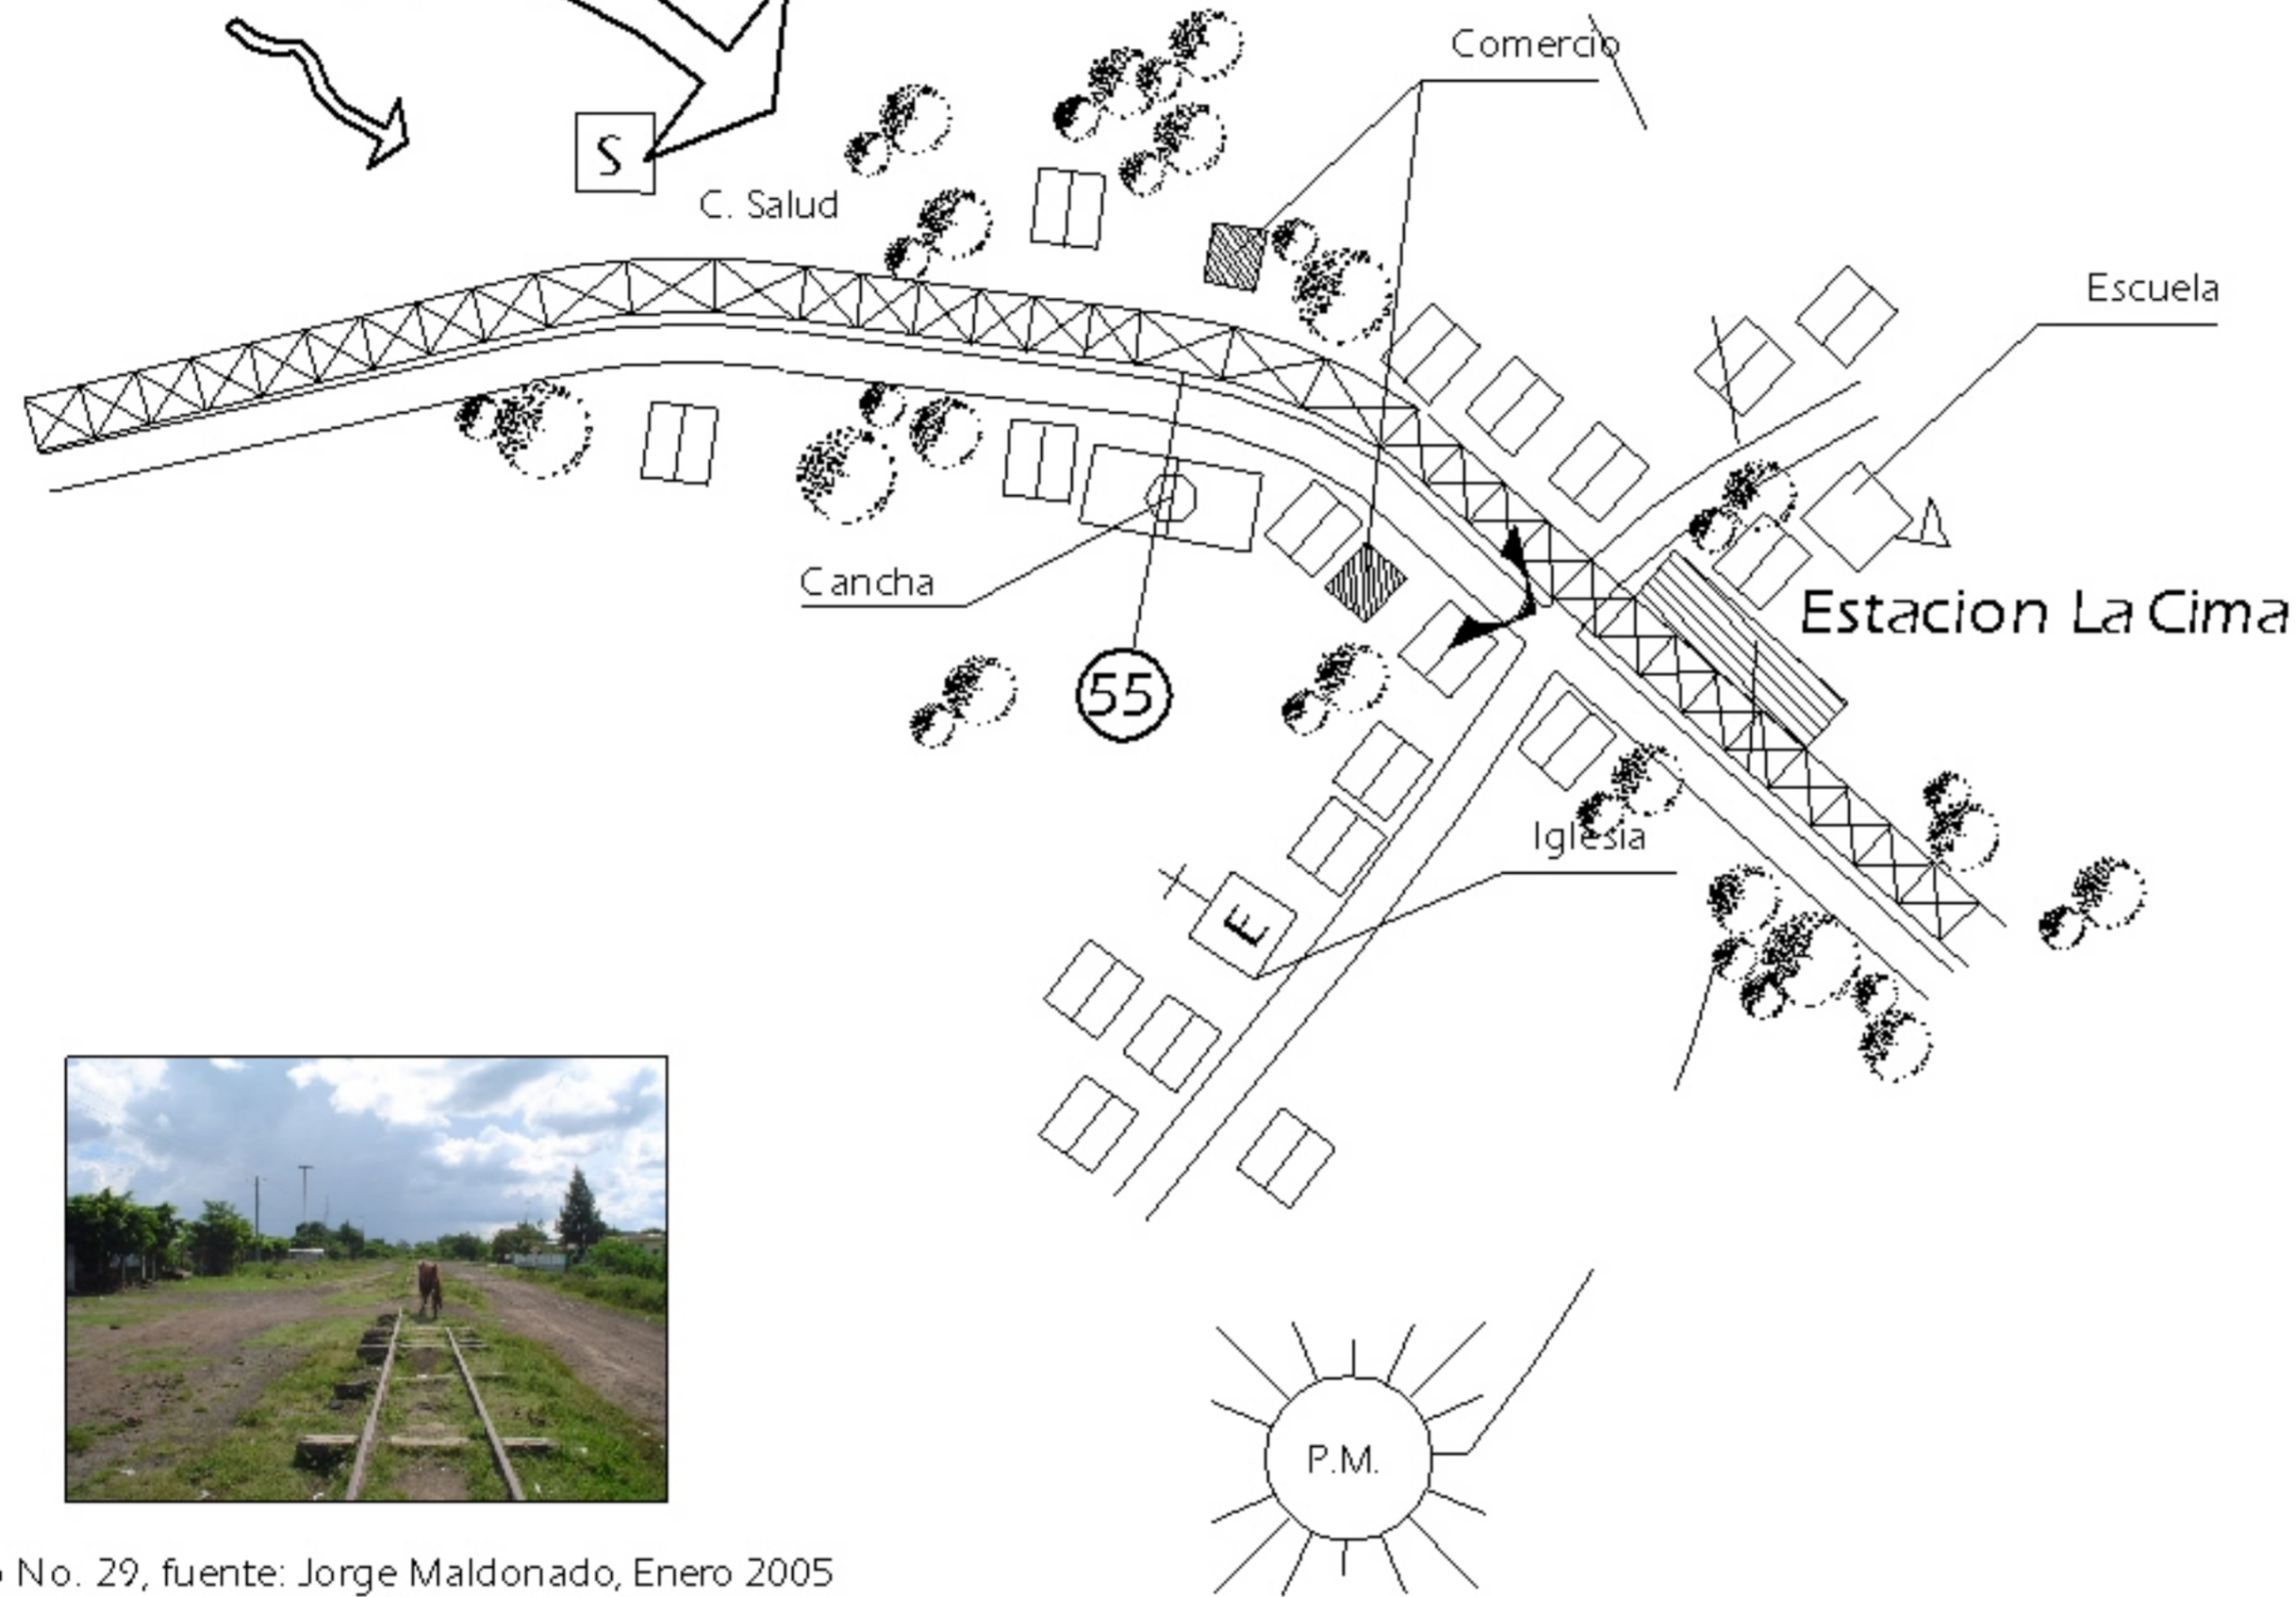 Comercio
S
C. Salud
Escuela
Cancha
Estacion La Cima
55
Iglesia
E
P.M.
No. 29, fuente: Jorge Maldonado, Enero 2005